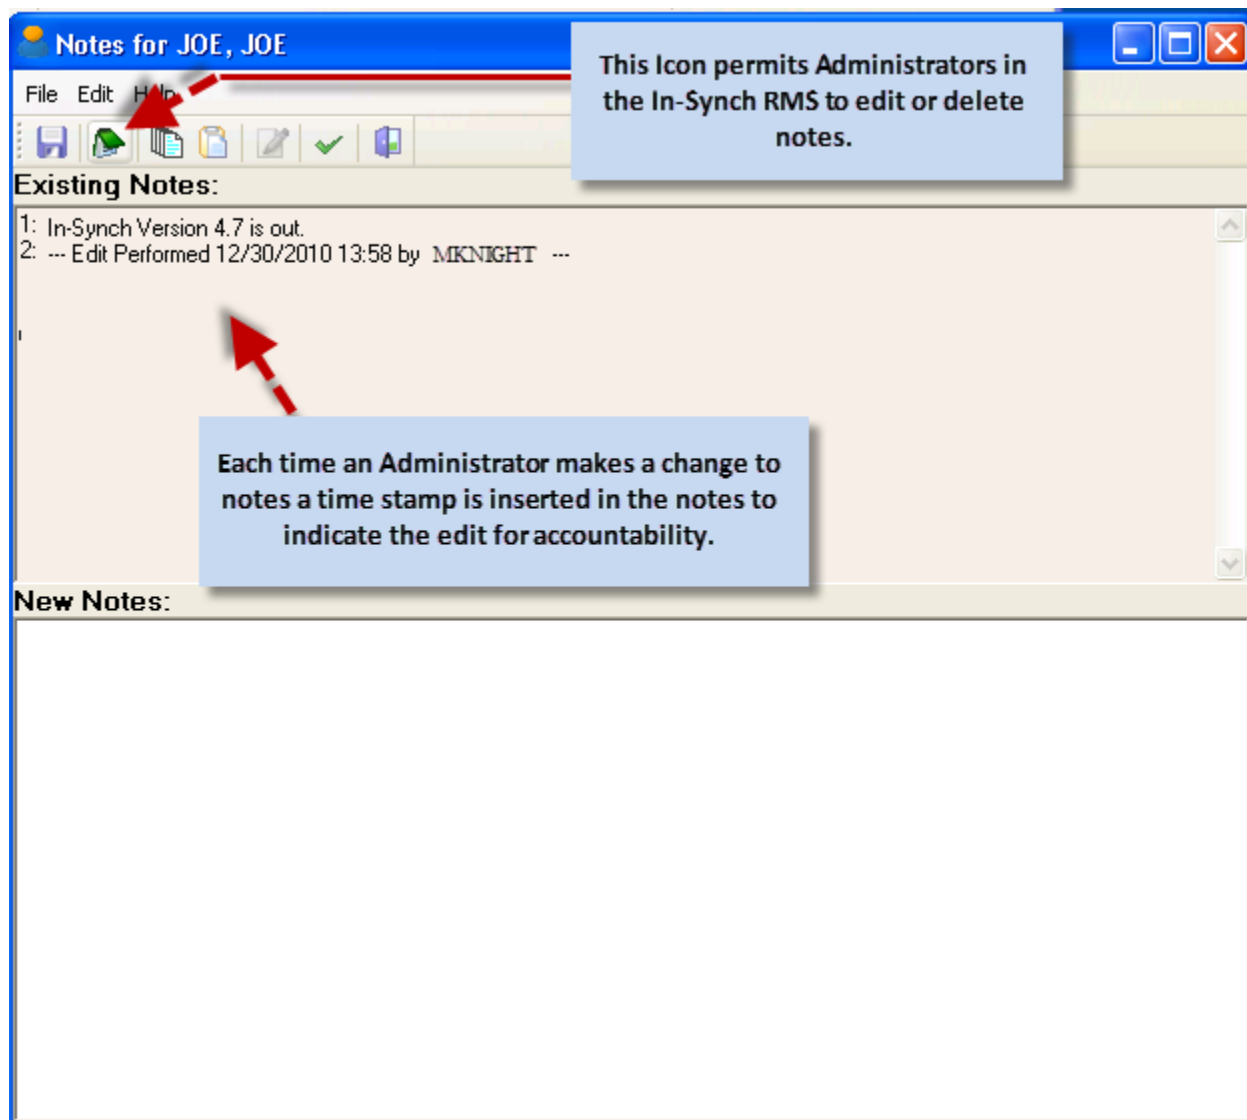 Notes for JOE, JOE
This Icon permits Administrators in
the In-Synch RMS to edit or delete
notes.
File Edit Help
Existing Notes:
1: In-Synch Version 4.7 is out.
2: --- Edit Performed 12/30/2010 13:58 by MKNIGHT ---
Each time an Administrator makes a change to
notes a time stamp is inserted in the notes to
indicate the edit for accountability.
New Notes: